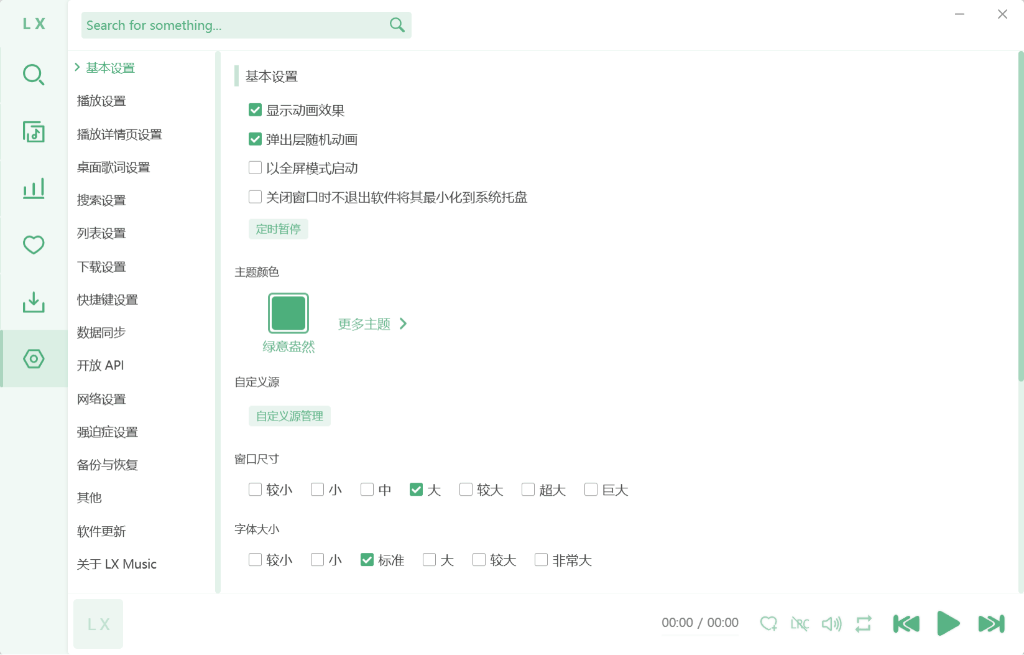 LX
Search for something...
基本设置
播放设置
播放详情页设置
桌面歌词设置
搜索设置
列表设置
下载设置
快捷键设置
数据同步
开放 API
网络设置
强迫症设置
备份与恢复
其他
软件更新
关于 LX Music
基本设置
显示动画效果
弹出层随机动画
以全屏模式启动
关闭窗口时不退出软件将其最小化到系统托盘
定时暂停
主题颜色
绿意盎然
更多主题
自定义源
自定义源管理
窗口尺寸
较小 小 中 大 较大 超大 巨大
字体大小
较小 小 标准 大 较大 非常大
LX
00:00 / 00:00
LRC